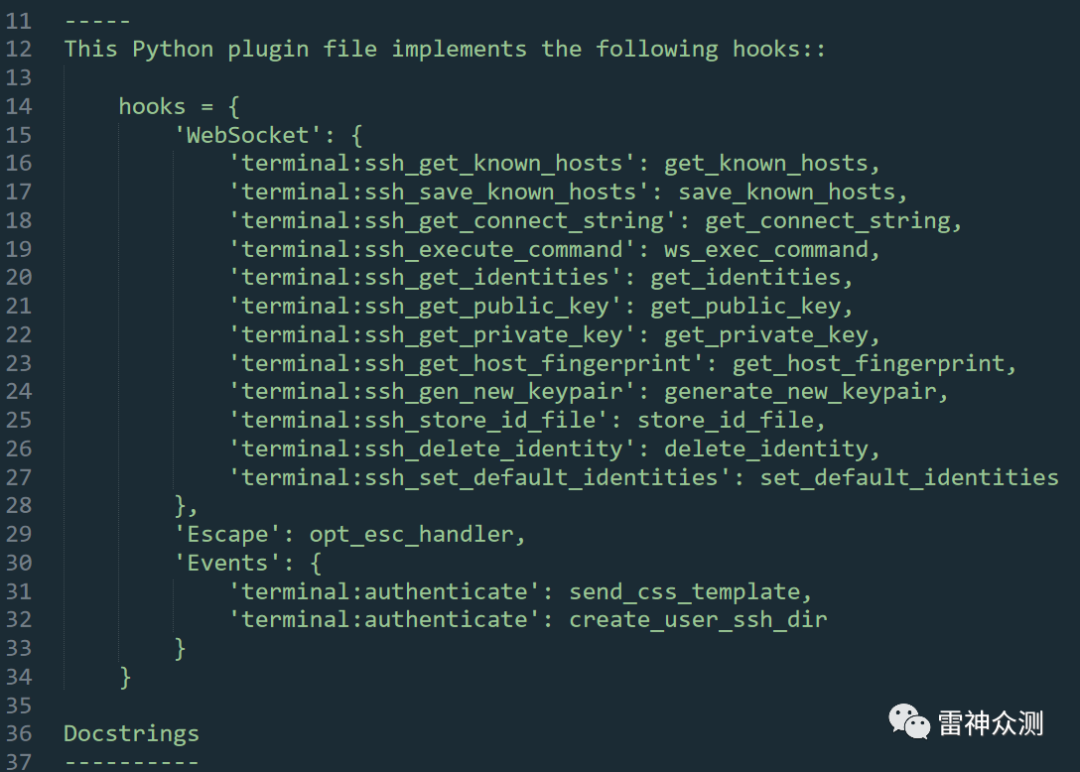 11 -----
12 This Python plugin file implements the following hooks::
13
14     hooks = {
15         'WebSocket': {
16             'terminal:ssh_get_known_hosts': get_known_hosts,
17             'terminal:ssh_save_known_hosts': save_known_hosts,
18             'terminal:ssh_get_connect_string': get_connect_string,
19             'terminal:ssh_execute_command': ws_exec_command,
20             'terminal:ssh_get_identities': get_identities,
21             'terminal:ssh_get_public_key': get_public_key,
22             'terminal:ssh_get_private_key': get_private_key,
23             'terminal:ssh_get_host_fingerprint': get_host_fingerprint,
24             'terminal:ssh_gen_new_keypair': generate_new_keypair,
25             'terminal:ssh_store_id_file': store_id_file,
26             'terminal:ssh_delete_identity': delete_identity,
27             'terminal:ssh_set_default_identities': set_default_identities
28         },
29         'Escape': opt_esc_handler,
30         'Events': {
31             'terminal:authenticate': send_css_template,
32             'terminal:authenticate': create_user_ssh_dir
33         }
34     }
35
36 Docstrings
37 ----------
雷神众测